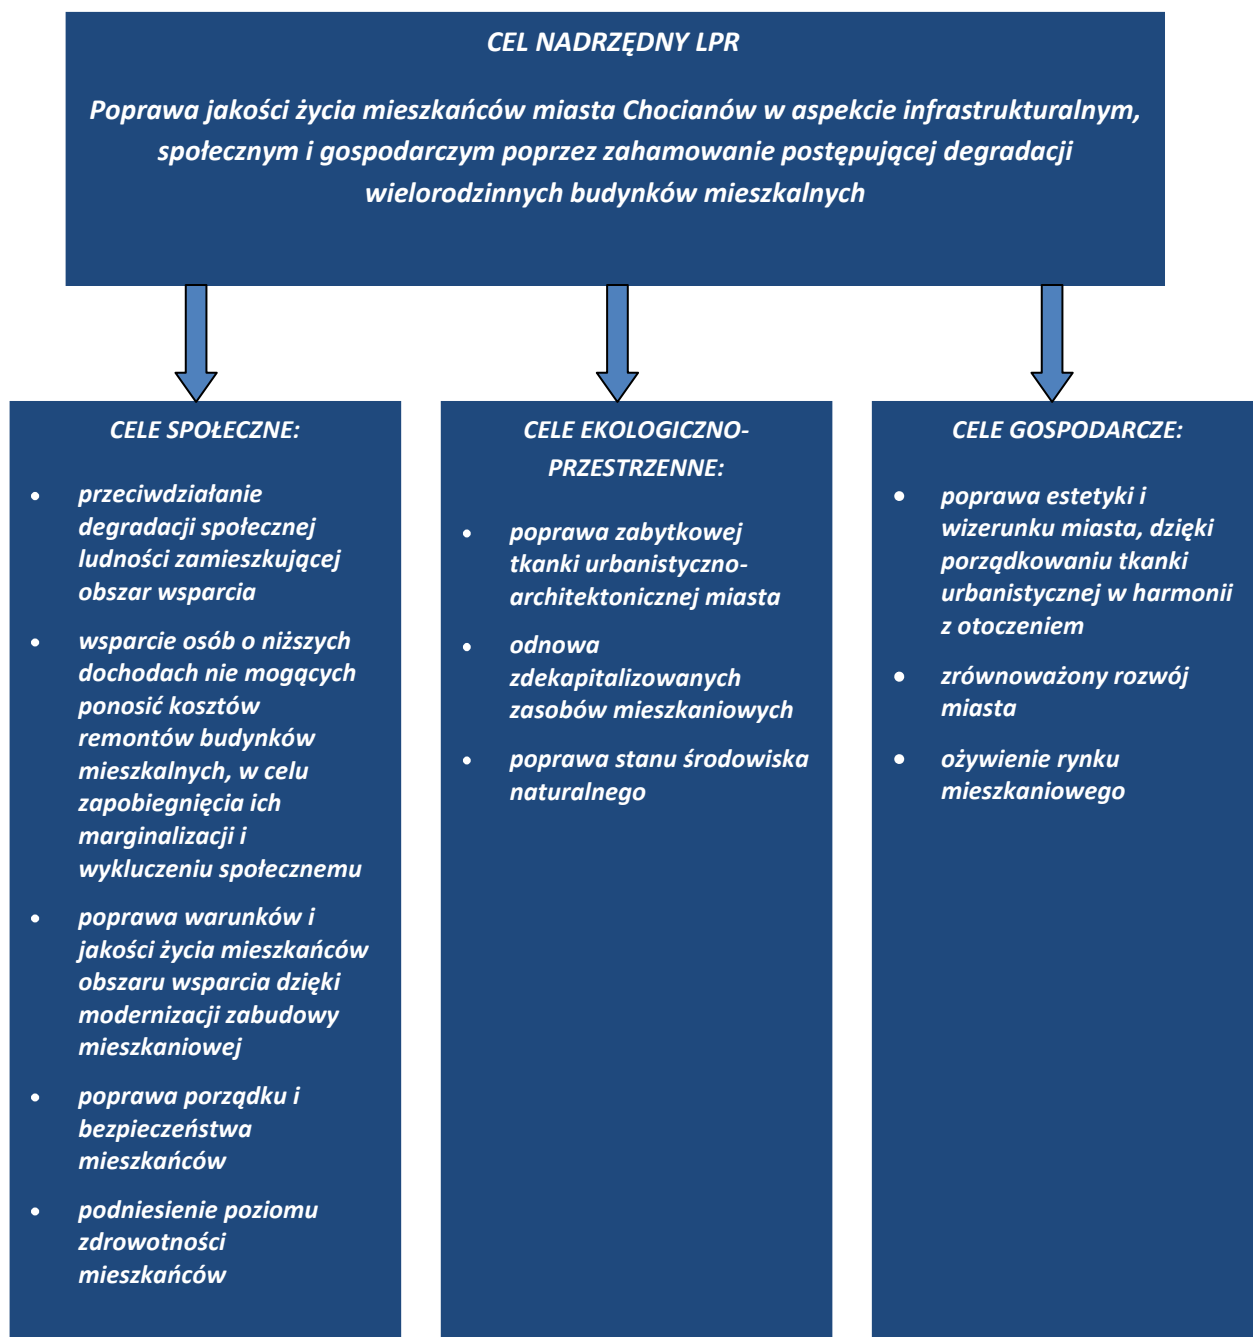 CEL NADRZĘDNY LPR
Poprawa jakości życia mieszkańców miasta Chocianów w aspekcie infrastrukturalnym,
społecznym i gospodarczym poprzez zahamowanie postępującej degradacji
wielorodzinnych budynków mieszkalnych
CELE SPOŁECZNE:
• przeciwdziałanie
degradacji społecznej
ludności zamieszkującej
obszar wsparcia
• wsparcie osób o niższych
dochodach nie mogących
ponosić kosztów
remontów budynków
mieszkalnych, w celu
zapobiegnięcia ich
marginalizacji i
wykluczeniu społecznemu
• poprawa warunków i
jakości życia mieszkańców
obszaru wsparcia dzięki
modernizacji zabudowy
mieszkaniowej
• poprawa porządku i
bezpieczeństwa
mieszkańców
• podniesienie poziomu
zdrowotności
mieszkańców
CELE EKOLOGICZNO-
PRZESTRZENNE:
• poprawa zabytkowej
tkanki urbanistyczno-
architektonicznej miasta
• odnowa
zdekapitalizowanych
zasobów mieszkaniowych
• poprawa stanu środowiska
naturalnego
CELE GOSPODARCZE:
• poprawa estetyki i
wizerunku miasta, dzięki
porządkowaniu tkanki
urbanistycznej w harmonii
z otoczeniem
• zrównoważony rozwój
miasta
• ożywienie rynku
mieszkaniowego